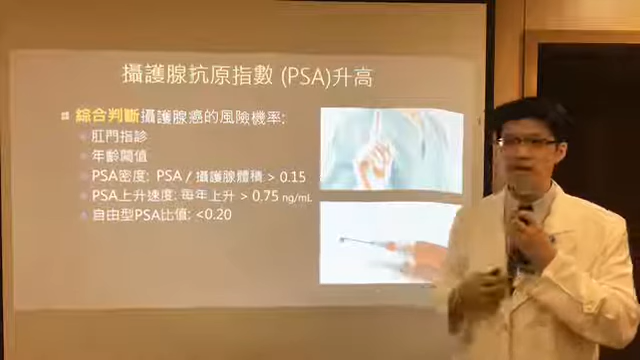 攝護腺抗原指數 (PSA)升高
綜合判斷攝護腺癌的風險機率:
肛門指診
年齡閾值
PSA密度: PSA / 攝護腺體積 > 0.15
PSA上升速度: 每年上升 > 0.75 ng/mL
自由型PSA比值: <0.20